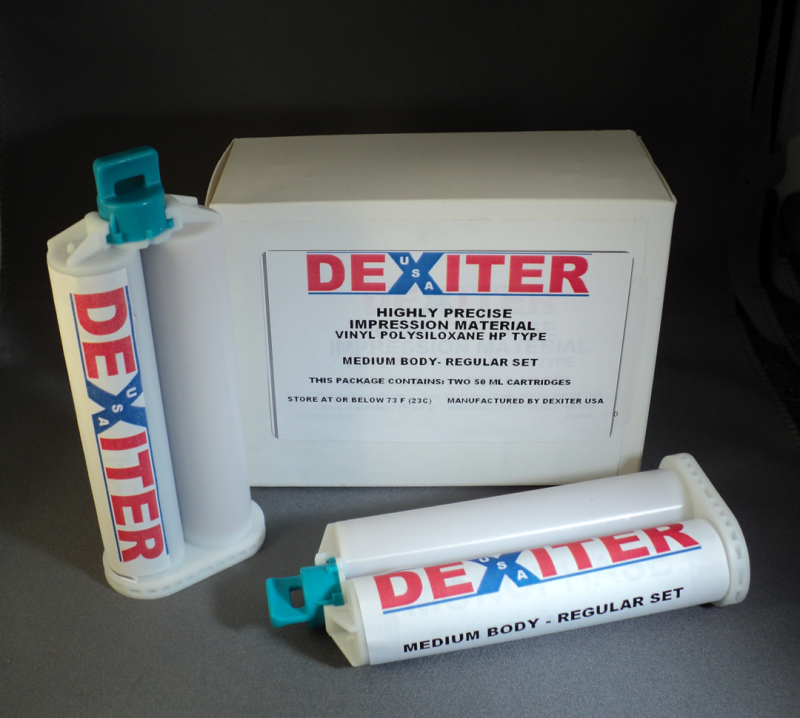 DEXITER
USA
HIGHLY PRECISE
IMPRESSION MATERIAL
VINYL POLYSILOXANE HP TYPE
MEDIUM BODY- REGULAR SET
THIS PACKAGE CONTAINS: TWO 50 ML CARTRIDGES
STORE AT OR BELOW 73 F (23C) MANUFACTURED BY DEXITER USA
DEXITER
USA
DEXITER
USA
MEDIUM BODY - REGULAR SET